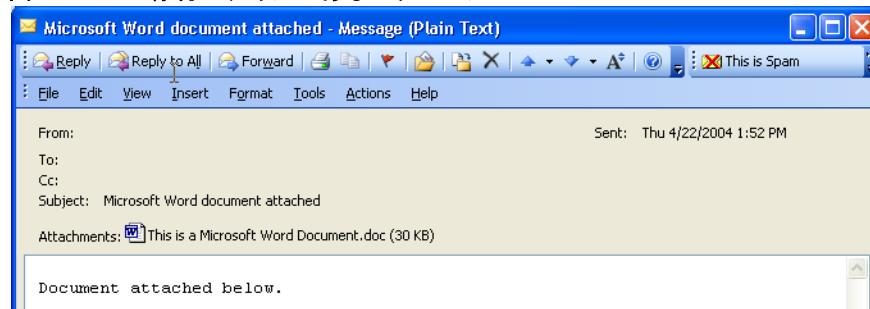 Microsoft Word document attached - Message (Plain Text)
Reply Reply to All Forward This is Spam
File Edit View Insert Format Tools Actions Help
From: Sent: Thu 4/22/2004 1:52 PM
To:
Cc:
Subject: Microsoft Word document attached
Attachments: This is a Microsoft Word Document.doc (30 KB)
Document attached below.